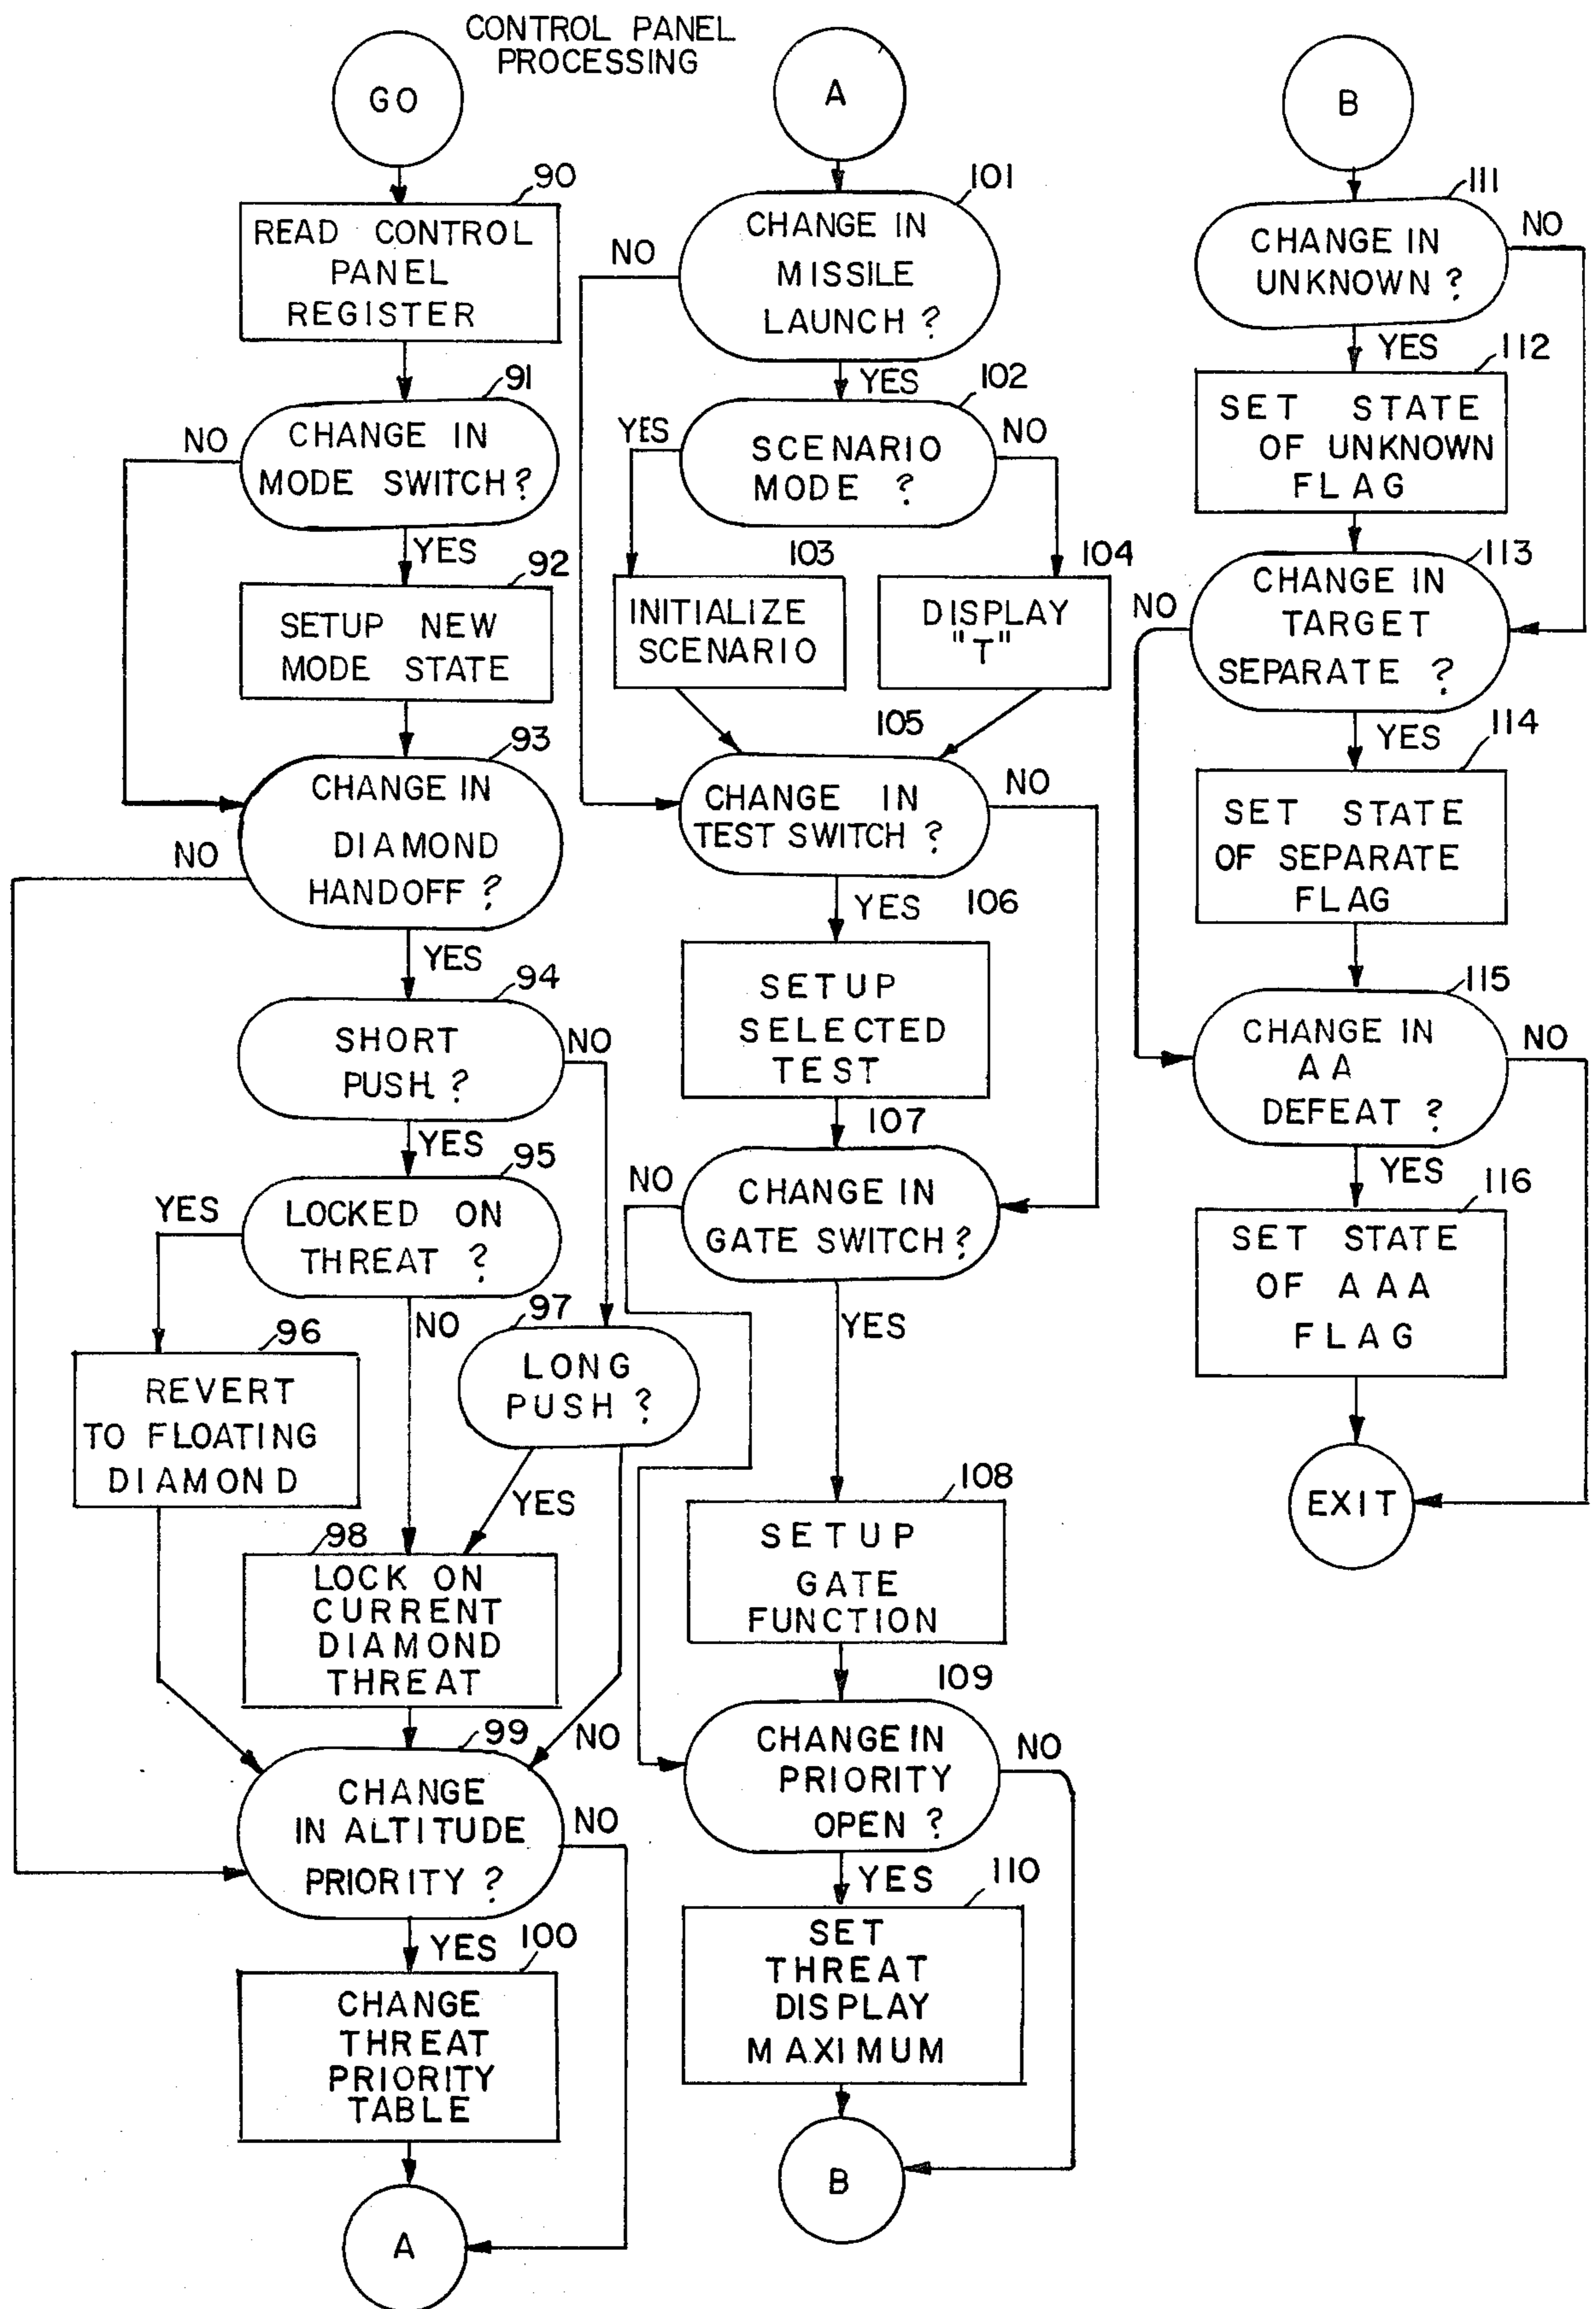 CONTROL PANEL
PROCESSING
GO
90
READ CONTROL
PANEL
REGISTER
91
CHANGE IN
MODE SWITCH?
NO
YES
92
SETUP NEW
MODE STATE
93
CHANGE IN
DIAMOND
HANDOFF?
NO
YES
94
SHORT
PUSH?
NO
YES
95
LOCKED ON
THREAT?
YES
NO
96
REVERT
TO FLOATING
DIAMOND
97
LONG
PUSH?
YES
NO
98
LOCK ON
CURRENT
DIAMOND
THREAT
99
CHANGE
IN ALTITUDE
PRIORITY?
NO
YES
100
CHANGE
THREAT
PRIORITY
TABLE
A
A
101
CHANGE IN
MISSILE
LAUNCH?
NO
YES
102
SCENARIO
MODE ?
YES
NO
103
INITIALIZE
SCENARIO
104
DISPLAY
"T"
105
CHANGE IN
TEST SWITCH?
NO
YES
106
SETUP
SELECTED
TEST
107
CHANGE IN
GATE SWITCH?
NO
YES
108
SETUP
GATE
FUNCTION
109
CHANGE IN
PRIORITY
OPEN?
NO
YES
110
SET
THREAT
DISPLAY
MAXIMUM
B
B
111
CHANGE IN
UNKNOWN?
NO
YES
112
SET STATE
OF UNKNOWN
FLAG
113
CHANGE IN
TARGET
SEPARATE ?
NO
YES
114
SET STATE
OF SEPARATE
FLAG
115
CHANGE IN
AA
DEFEAT ?
NO
YES
116
SET STATE
OF AAA
FLAG
EXIT